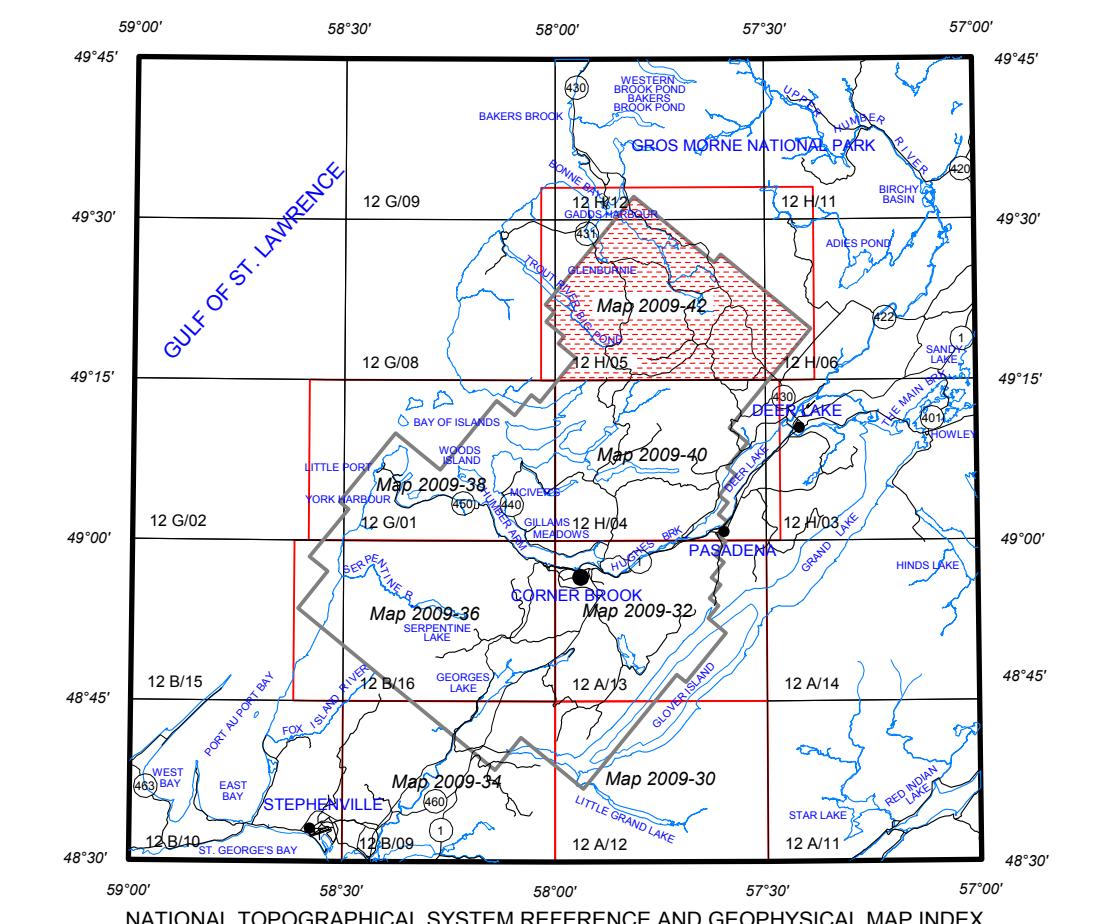 59°00'
58°30'
58°00'
57°30'
57°00'
49°45'
49°45'
430
WESTERN
BROOK POND
BAKERS
BROOK POND
BAKERS BROOK
UPPER HUMBER RIVER
GROS MORNE NATIONAL PARK
420
BONNE BAY
BIRCHY
BASIN
12 G/09
12 H/12
12 H/11
GADDS HARBOUR
49°30'
49°30'
431
ADIES POND
GULF OF ST. LAWRENCE
TROUT RIVER BIG POND
GLENBURNIE
Map 2009-42
422
1
SANDY
LAKE
12 G/08
12 H/05
12 H/06
49°15'
49°15'
430
THE MAIN BRK
DEER LAKE
401
HOWLEY
BAY OF ISLANDS
WOODS
ISLAND
Map 2009-40
LITTLE PORT
DEER LAKE
Map 2009-38
YORK HARBOUR
450
440
MCIVERS
HUMBER ARM
12 G/02
12 G/01
GILLAMS
MEADOWS
12 H/04
12 H/03
GRAND LAKE
49°00'
49°00'
HUGHES BRK
1
PASADENA
SERPENTINE R
HINDS LAKE
CORNER BROOK
Map 2009-36
Map 2009-32
SERPENTINE
LAKE
12 B/15
12 B/16
GEORGES
LAKE
12 A/13
12 A/14
48°45'
48°45'
PORT AU PORT BAY
FOX ISLAND RIVER
GLOVER ISLAND
463
WEST
BAY
EAST
BAY
Map 2009-34
Map 2009-30
STEPHENVILLE
460
1
LITTLE GRAND LAKE
STAR LAKE
RED INDIAN
LAKE
12 B/10
ST. GEORGE'S BAY
12 B/09
12 A/12
12 A/11
48°30'
48°30'
59°00'
58°30'
58°00'
57°30'
57°00'
NATIONAL TOPOGRAPHICAL SYSTEM REFERENCE AND GEOPHYSICAL MAP INDEX